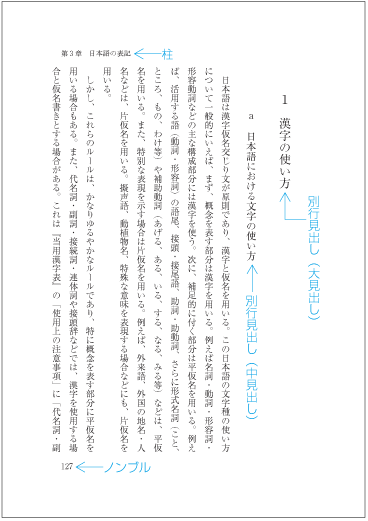 第3章　日本語の表記
柱
1　漢字の使い方
別行見出し（大見出し）
a　日本語における文字の使い方
別行見出し（中見出し）
日本語は漢字仮名交じり文が原則であり、漢字と仮名を用いる。この日本語の文字種の使い方
について一般的にいえば、まず、概念を表す部分は漢字を用いる。例えば名詞・動詞・形容詞・
形容動詞などの主な構成部分には漢字を使う。次に、補足的に付く部分は平仮名を用いる。例え
ば、活用する語（動詞・形容詞）の語尾、接頭・接尾語、助詞・助動詞、さらに形式名詞（こと、
ところ、もの、わけ等）や補助動詞（あげる、ある、いる、する、なる、みる等）などは、平仮
名を用いる。また、特別な表現を示す場合は片仮名を用いる。例えば、外来語、外国の地名・人
名などは、片仮名を用いる。擬声語、動植物名、特殊な意味を表現する場合などにも、片仮名を
用いる。
しかし、これらのルールは、かなりゆるやかなルールであり、特に概念を表す部分に平仮名を
用いる場合もある。また、代名詞・副詞・接続詞・連体詞や接頭辞などでは、漢字を使用する場
合と仮名書きとする場合がある。これは『当用漢字表』の「使用上の注意事項」に「代名詞・副
127
ノンブル